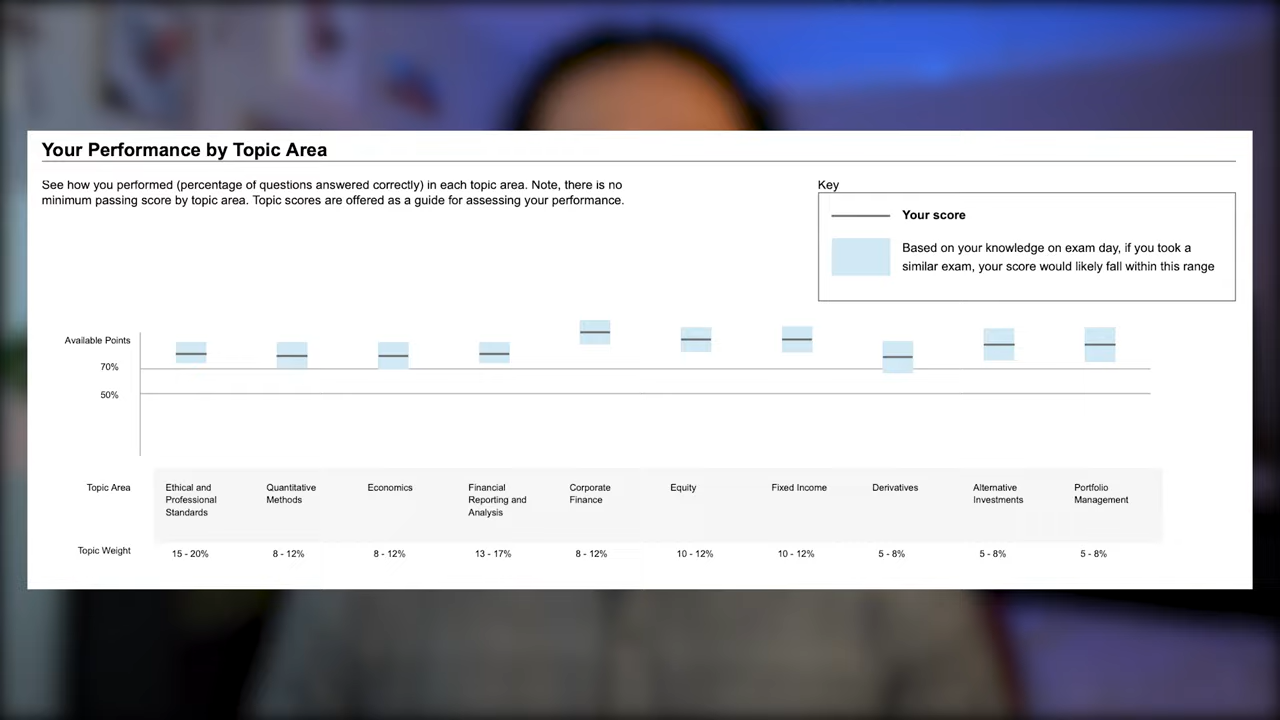 Your Performance by Topic Area
See how you performed (percentage of questions answered correctly) in each topic area. Note, there is no
minimum passing score by topic area. Topic scores are offered as a guide for assessing your performance.
Key
Your score
Based on your knowledge on exam day, if you took a
similar exam, your score would likely fall within this range
Available Points
70%
50%
Topic Area
Ethical and
Professional
Standards
Quantitative
Methods
Economics
Financial
Reporting and
Analysis
Corporate
Finance
Equity
Fixed Income
Derivatives
Alternative
Investments
Portfolio
Management
Topic Weight
15 - 20%
8 - 12%
8 - 12%
13 - 17%
8 - 12%
10 - 12%
10 - 12%
5 - 8%
5 - 8%
5 - 8%